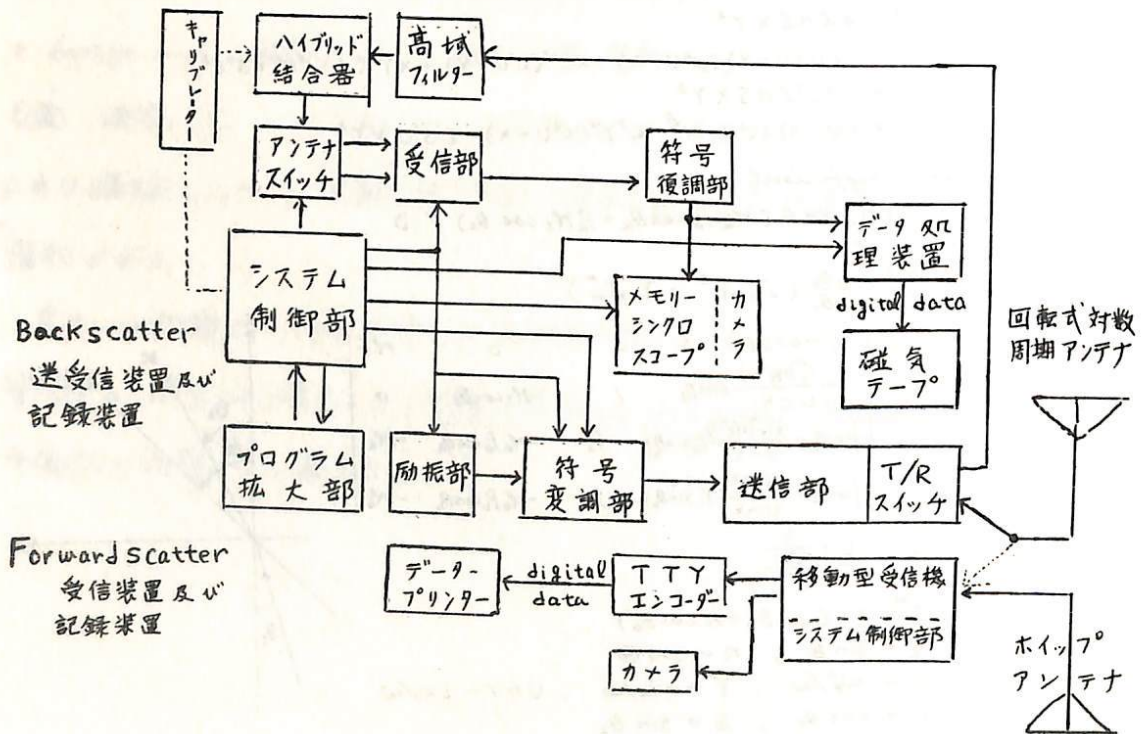 キャリブレーター
ハイブリッド
結合器
高域
フィルター
アンテナ
スイッチ
受信部
符号
復調部
データ処
理装置
システム
制御部
メモリー
シンクロ
スコープ
カメラ
digital data
磁気
テープ
回転式対数
周期アンテナ
Backscatter
送受信装置及び
記録装置
プログラム
拡大部
励振部
符号
変調部
送信部
T/R
スイッチ
Forwardscatter
受信装置及び
記録装置
データー
プリンター
digital
data
TTY
エンコーダー
移動型受信機
システム制御部
カメラ
ホイップ
アンテナ